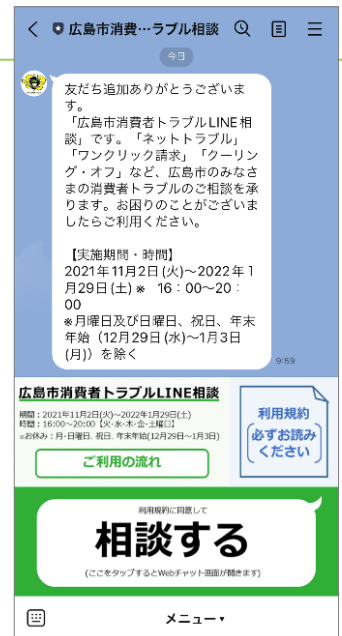 広島市消費…ラブル相談
今日
友だち追加ありがとうございま
す。
「広島市消費者トラブルLINE相
談」です。「ネットトラブル」
「ワンクリック請求」「クーリン
グ・オフ」など、広島市のみなさ
まの消費者トラブルのご相談を承
ります。お困りのことがございま
したらご利用ください。
【実施期間・時間】
2021年11月2日(火)～2022年1
月29日(土)※ 16：00～20：
00
※月曜日及び日曜日、祝日、年末
年始（12月29日(水)～1月3日
(月)）を除く
9:59
広島市消費者トラブルLINE相談
期間：2021年11月2日(火)～2022年1月29日(土)
時間：16:00～20:00【火･水･木･金･土曜日】
※お休み：月･日曜日､祝日､年末年始(12月29日～1月3日)
ご利用の流れ
利用規約
必ずお読み
ください
利用規約に同意して
相談する
(ここをタップするとWebチャット画面が開きます)
メニュー▾